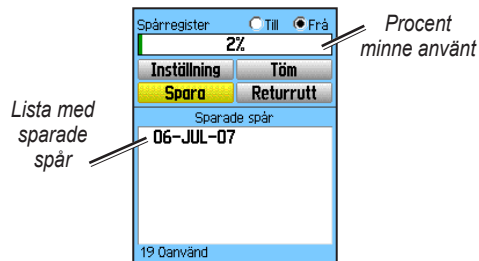 Spårregister Till Frå
2%
Inställning Töm
Spara Returrutt
Sparade spår
06-JUL-07
19 Oanvänd
Procent
minne använt
Lista med
sparade
spår